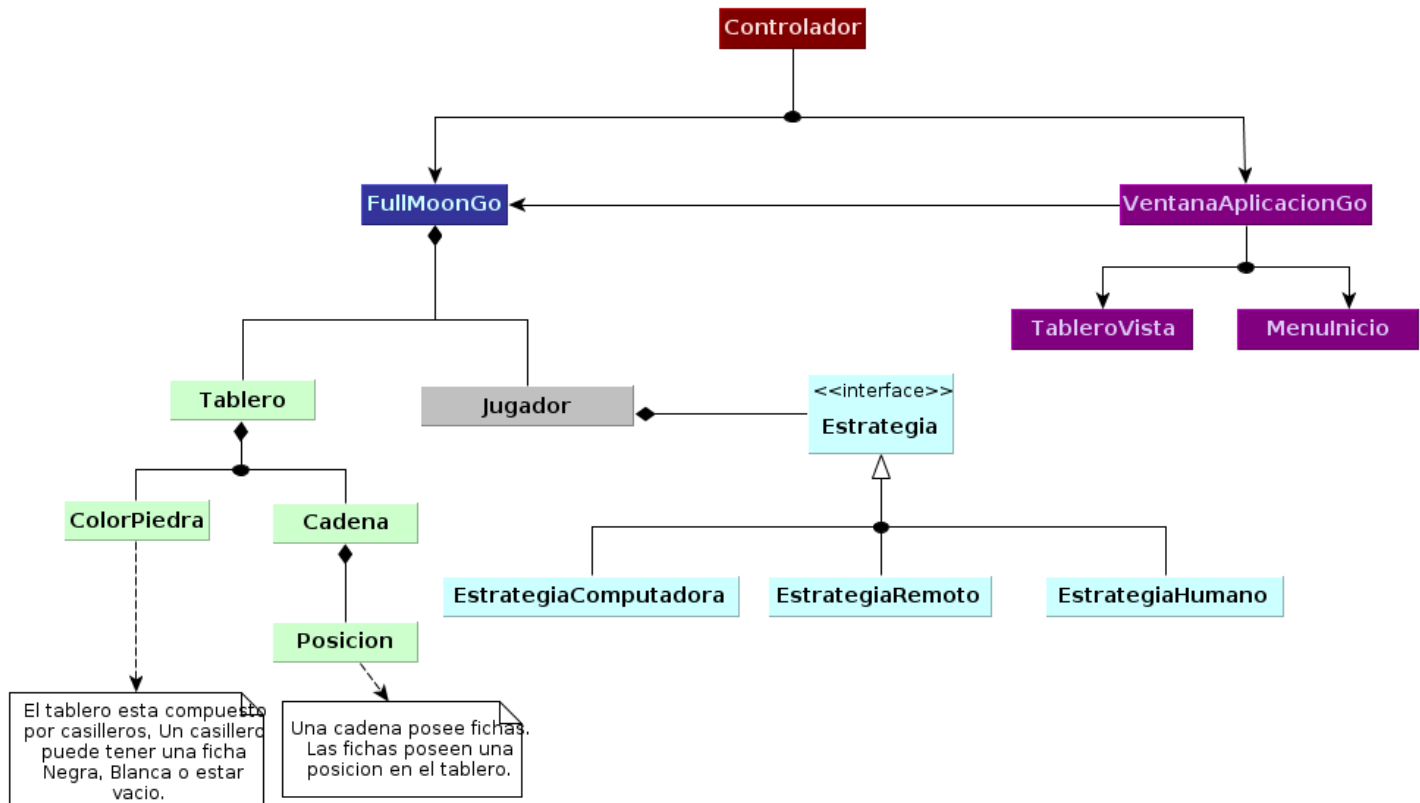 Controlador
FullMoonGo
VentanaAplicacionGo
TableroVista
MenuInicio
Tablero
Jugador
<<interface>>
Estrategia
ColorPiedra
Cadena
EstrategiaComputadora
EstrategiaRemoto
EstrategiaHumano
Posicion
El tablero esta compuesto
por casilleros, Un casillero
puede tener una ficha
Negra, Blanca o estar
vacio.
Una cadena posee fichas.
Las fichas poseen una
posicion en el tablero.